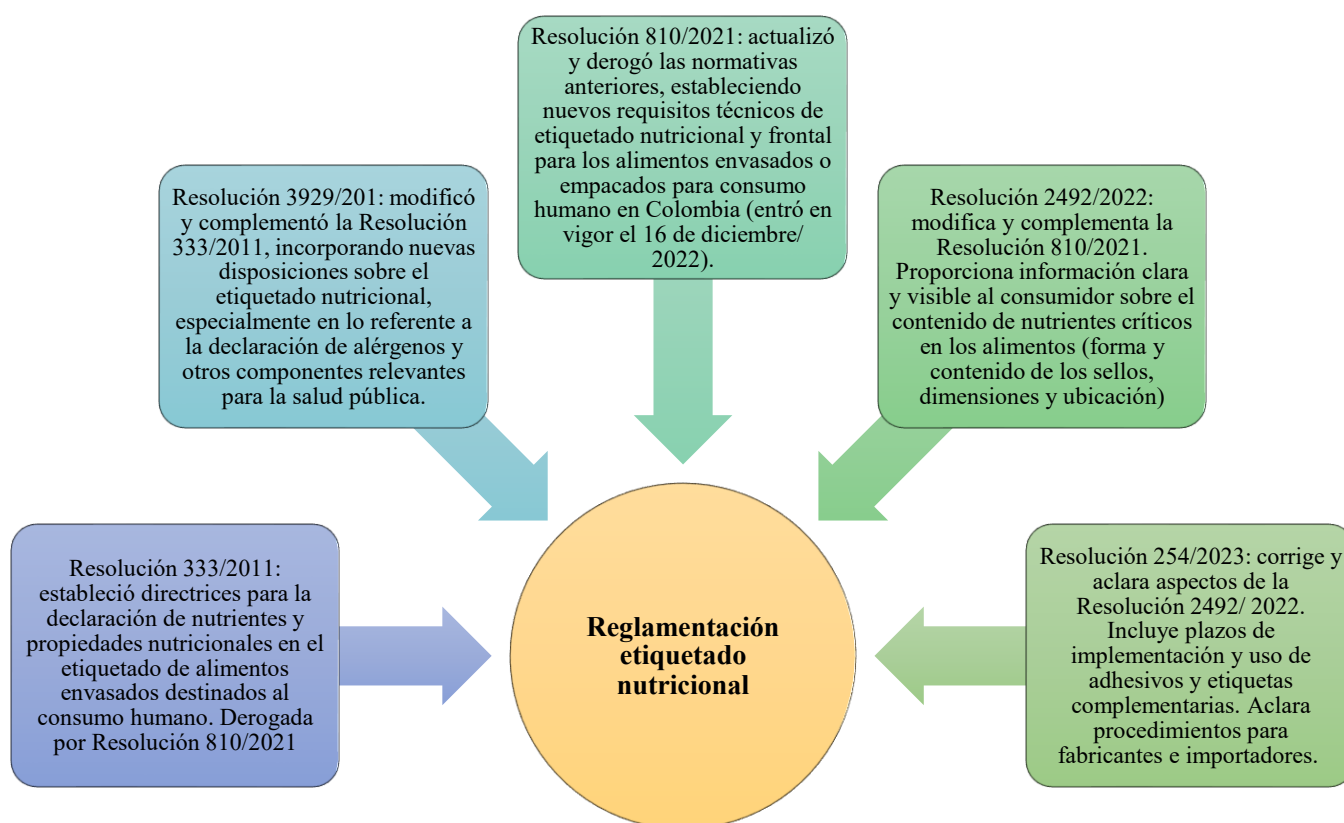 Resolución 810/2021: actualizó
y derogó las normativas
anteriores, estableciendo
nuevos requisitos técnicos de
etiquetado nutricional y frontal
para los alimentos envasados o
empacados para consumo
humano en Colombia (entró en
vigor el 16 de diciembre/
2022).
Resolución 3929/201: modificó
y complementó la Resolución
333/2011, incorporando nuevas
disposiciones sobre el
etiquetado nutricional,
especialmente en lo referente a
la declaración de alérgenos y
otros componentes relevantes
para la salud pública.
Resolución 2492/2022:
modifica y complementa la
Resolución 810/2021.
Proporciona información clara
y visible al consumidor sobre el
contenido de nutrientes críticos
en los alimentos (forma y
contenido de los sellos,
dimensiones y ubicación)
Resolución 333/2011:
estableció directrices para la
declaración de nutrientes y
propiedades nutricionales en el
etiquetado de alimentos
envasados destinados al
consumo humano. Derogada
por Resolución 810/2021
Reglamentación
etiquetado
nutricional
Resolución 254/2023: corrige y
aclara aspectos de la
Resolución 2492/ 2022.
Incluye plazos de
implementación y uso de
adhesivos y etiquetas
complementarias. Aclara
procedimientos para
fabricantes e importadores.